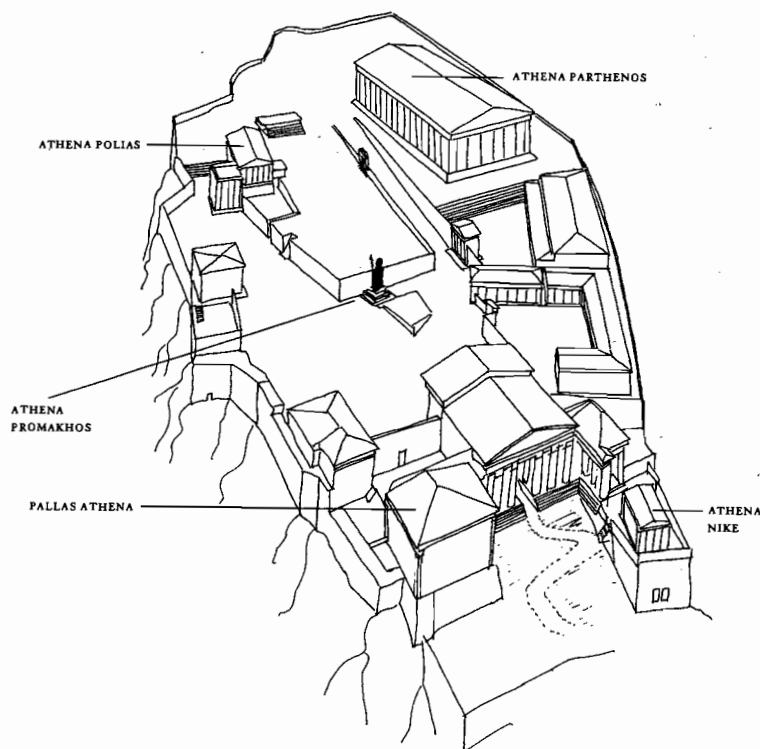 ATHENA PARTHENOS
ATHENA POLIAS
ATHENA
PROMAKHOS
PALLAS ATHENA
ATHENA
NIKE